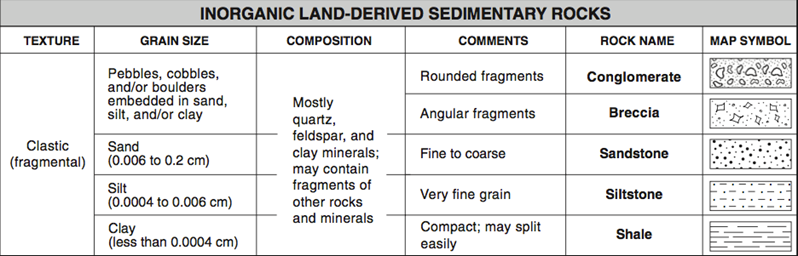 INORGANIC LAND-DERIVED SEDIMENTARY ROCKS
TEXTURE
GRAIN SIZE
COMPOSITION
COMMENTS
ROCK NAME
MAP SYMBOL
Clastic
(fragmental)
Pebbles, cobbles,
and/or boulders
embedded in sand,
silt, and/or clay
Mostly
quartz,
feldspar, and
clay minerals;
may contain
fragments of
other rocks
and minerals
Rounded fragments
Conglomerate
Angular fragments
Breccia
Sand
(0.006 to 0.2 cm)
Fine to coarse
Sandstone
Silt
(0.0004 to 0.006 cm)
Very fine grain
Siltstone
Clay
(less than 0.0004 cm)
Compact; may split
easily
Shale